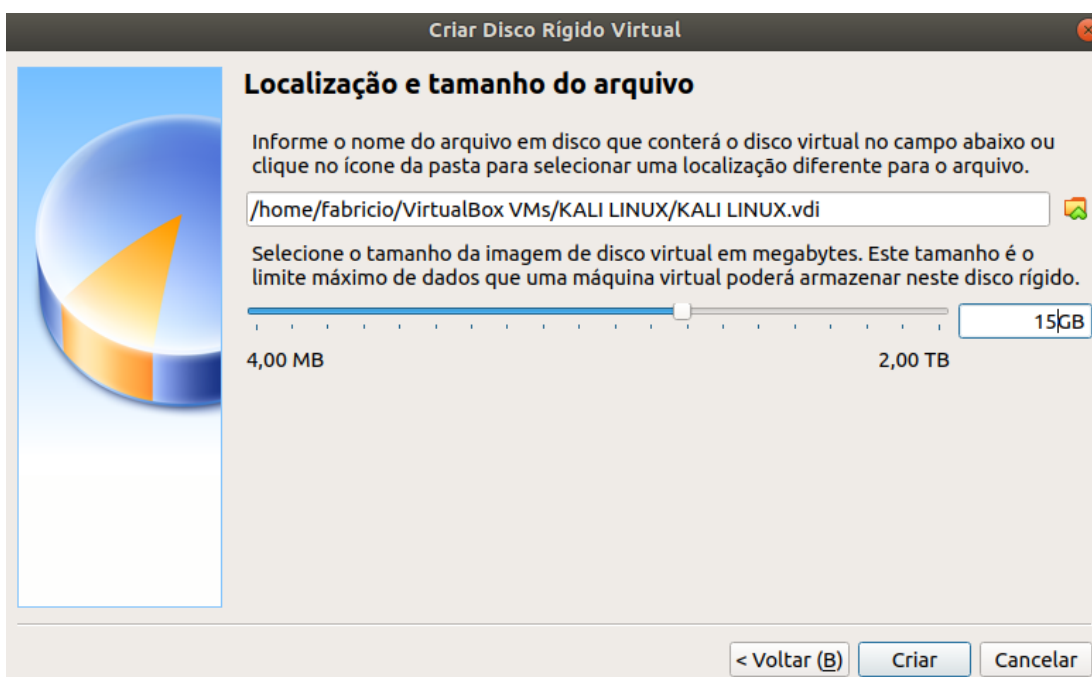 Criar Disco Rígido Virtual
Localização e tamanho do arquivo
Informe o nome do arquivo em disco que conterá o disco virtual no campo abaixo ou
clique no ícone da pasta para selecionar uma localização diferente para o arquivo.
/home/fabricio/VirtualBox VMs/KALI LINUX/KALI LINUX.vdi
Selecione o tamanho da imagem de disco virtual em megabytes. Este tamanho é o
limite máximo de dados que uma máquina virtual poderá armazenar neste disco rígido.
15GB
4,00 MB 2,00 TB
< Voltar (B) Criar Cancelar